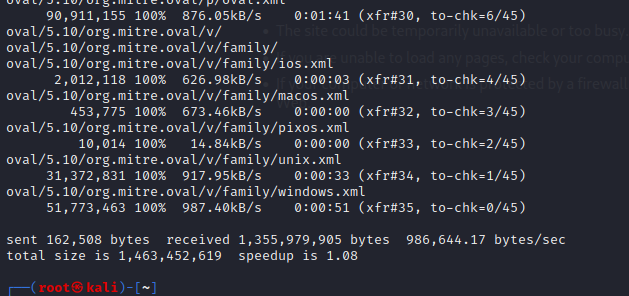 oval/5.10/org.mitre.oval/p/oval.xml
90,911,155 100% 876.05kB/s 0:01:41 (xfr#30, to-chk=6/45)
oval/5.10/org.mitre.oval/v/
The site could be temporarily unavailable or too busy.
oval/5.10/org.mitre.oval/v/family/
oval/5.10/org.mitre.oval/v/family/ios.xml
unable to load any pages, check your compu
2,012,118 100% 626.98kB/s 0:00:03 (xfr#31, to-chk=4/45)
oval/5.10/org.mitre.oval/v/family/macos.xml
by a firewall
453,775 100% 673.46kB/s 0:00:00 (xfr#32, to-chk=3/45)
oval/5.10/org.mitre.oval/v/family/pixos.xml
10,014 100% 14.84kB/s 0:00:00 (xfr#33, to-chk=2/45)
oval/5.10/org.mitre.oval/v/family/unix.xml
31,372,831 100% 917.95kB/s 0:00:33 (xfr#34, to-chk=1/45)
oval/5.10/org.mitre.oval/v/family/windows.xml
51,773,463 100% 987.40kB/s 0:00:51 (xfr#35, to-chk=0/45)
sent 162,508 bytes received 1,355,979,905 bytes 986,644.17 bytes/sec
total size is 1,463,452,619 speedup is 1.08
┌──(root㉿kali)-[~]